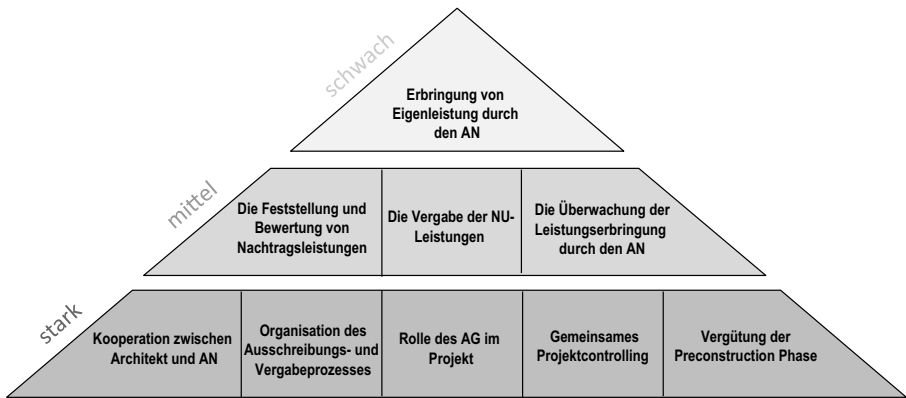 schwach
Erbringung von
Eigenleistung durch
den AN
mittel
Die Feststellung und
Bewertung von
Nachtragsleistungen
Die Vergabe der NU-
Leistungen
Die Überwachung der
Leistungserbringung
durch den AN
stark
Kooperation zwischen
Architekt und AN
Organisation des
Ausschreibungs- und
Vergabeprozesses
Rolle des AG im
Projekt
Gemeinsames
Projektcontrolling
Vergütung der
Preconstruction Phase